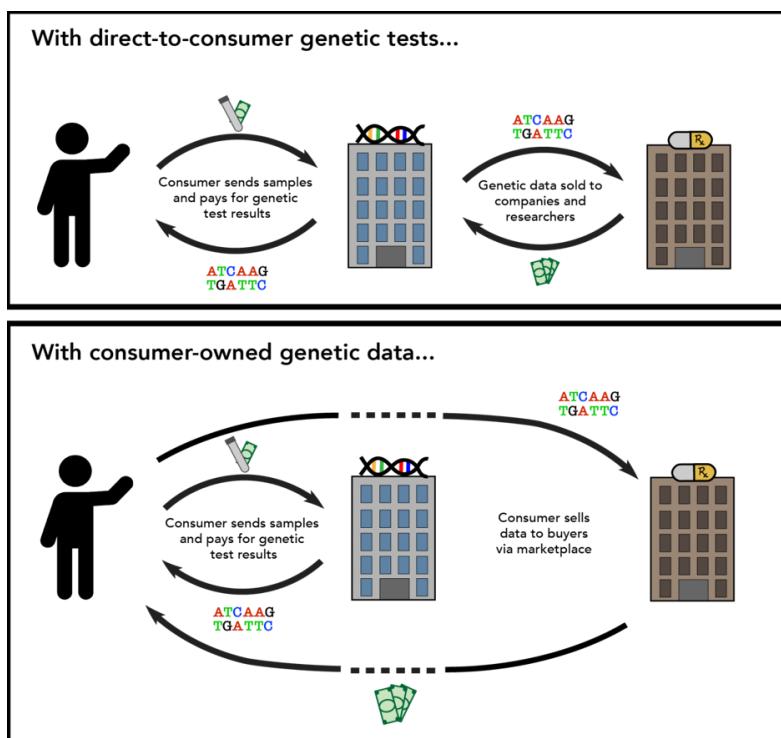 With direct-to-consumer genetic tests...
ATCAAG
TGATTC
Consumer sends samples
and pays for genetic
test results
Genetic data sold to
companies and
researchers
Rx
ATCAAG
TGATTC
With consumer-owned genetic data...
ATCAAG
TGATTC
Rx
Consumer sends samples
and pays for genetic
test results
Consumer sells
data to buyers
via marketplace
ATCAAG
TGATTC